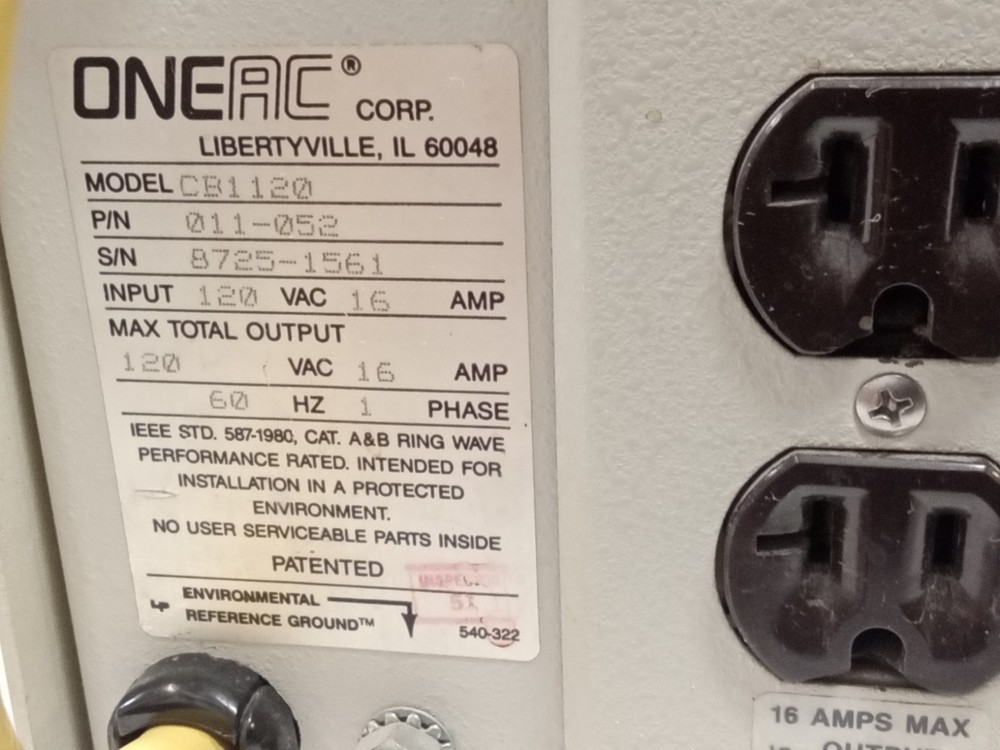 ONEAC® CORP.
LIBERTYVILLE, IL 60048
MODEL CB1120
P/N 011-052
S/N 8725-1561
INPUT 120 VAC 16 AMP
MAX TOTAL OUTPUT
120 VAC 16 AMP
60 HZ 1 PHASE
IEEE STD. 587-1980, CAT. A&B RING WAVE
PERFORMANCE RATED. INTENDED FOR
INSTALLATION IN A PROTECTED
ENVIRONMENT.
NO USER SERVICEABLE PARTS INSIDE
PATENTED
ENVIRONMENTAL
REFERENCE GROUND™
540-322
16 AMPS MAX